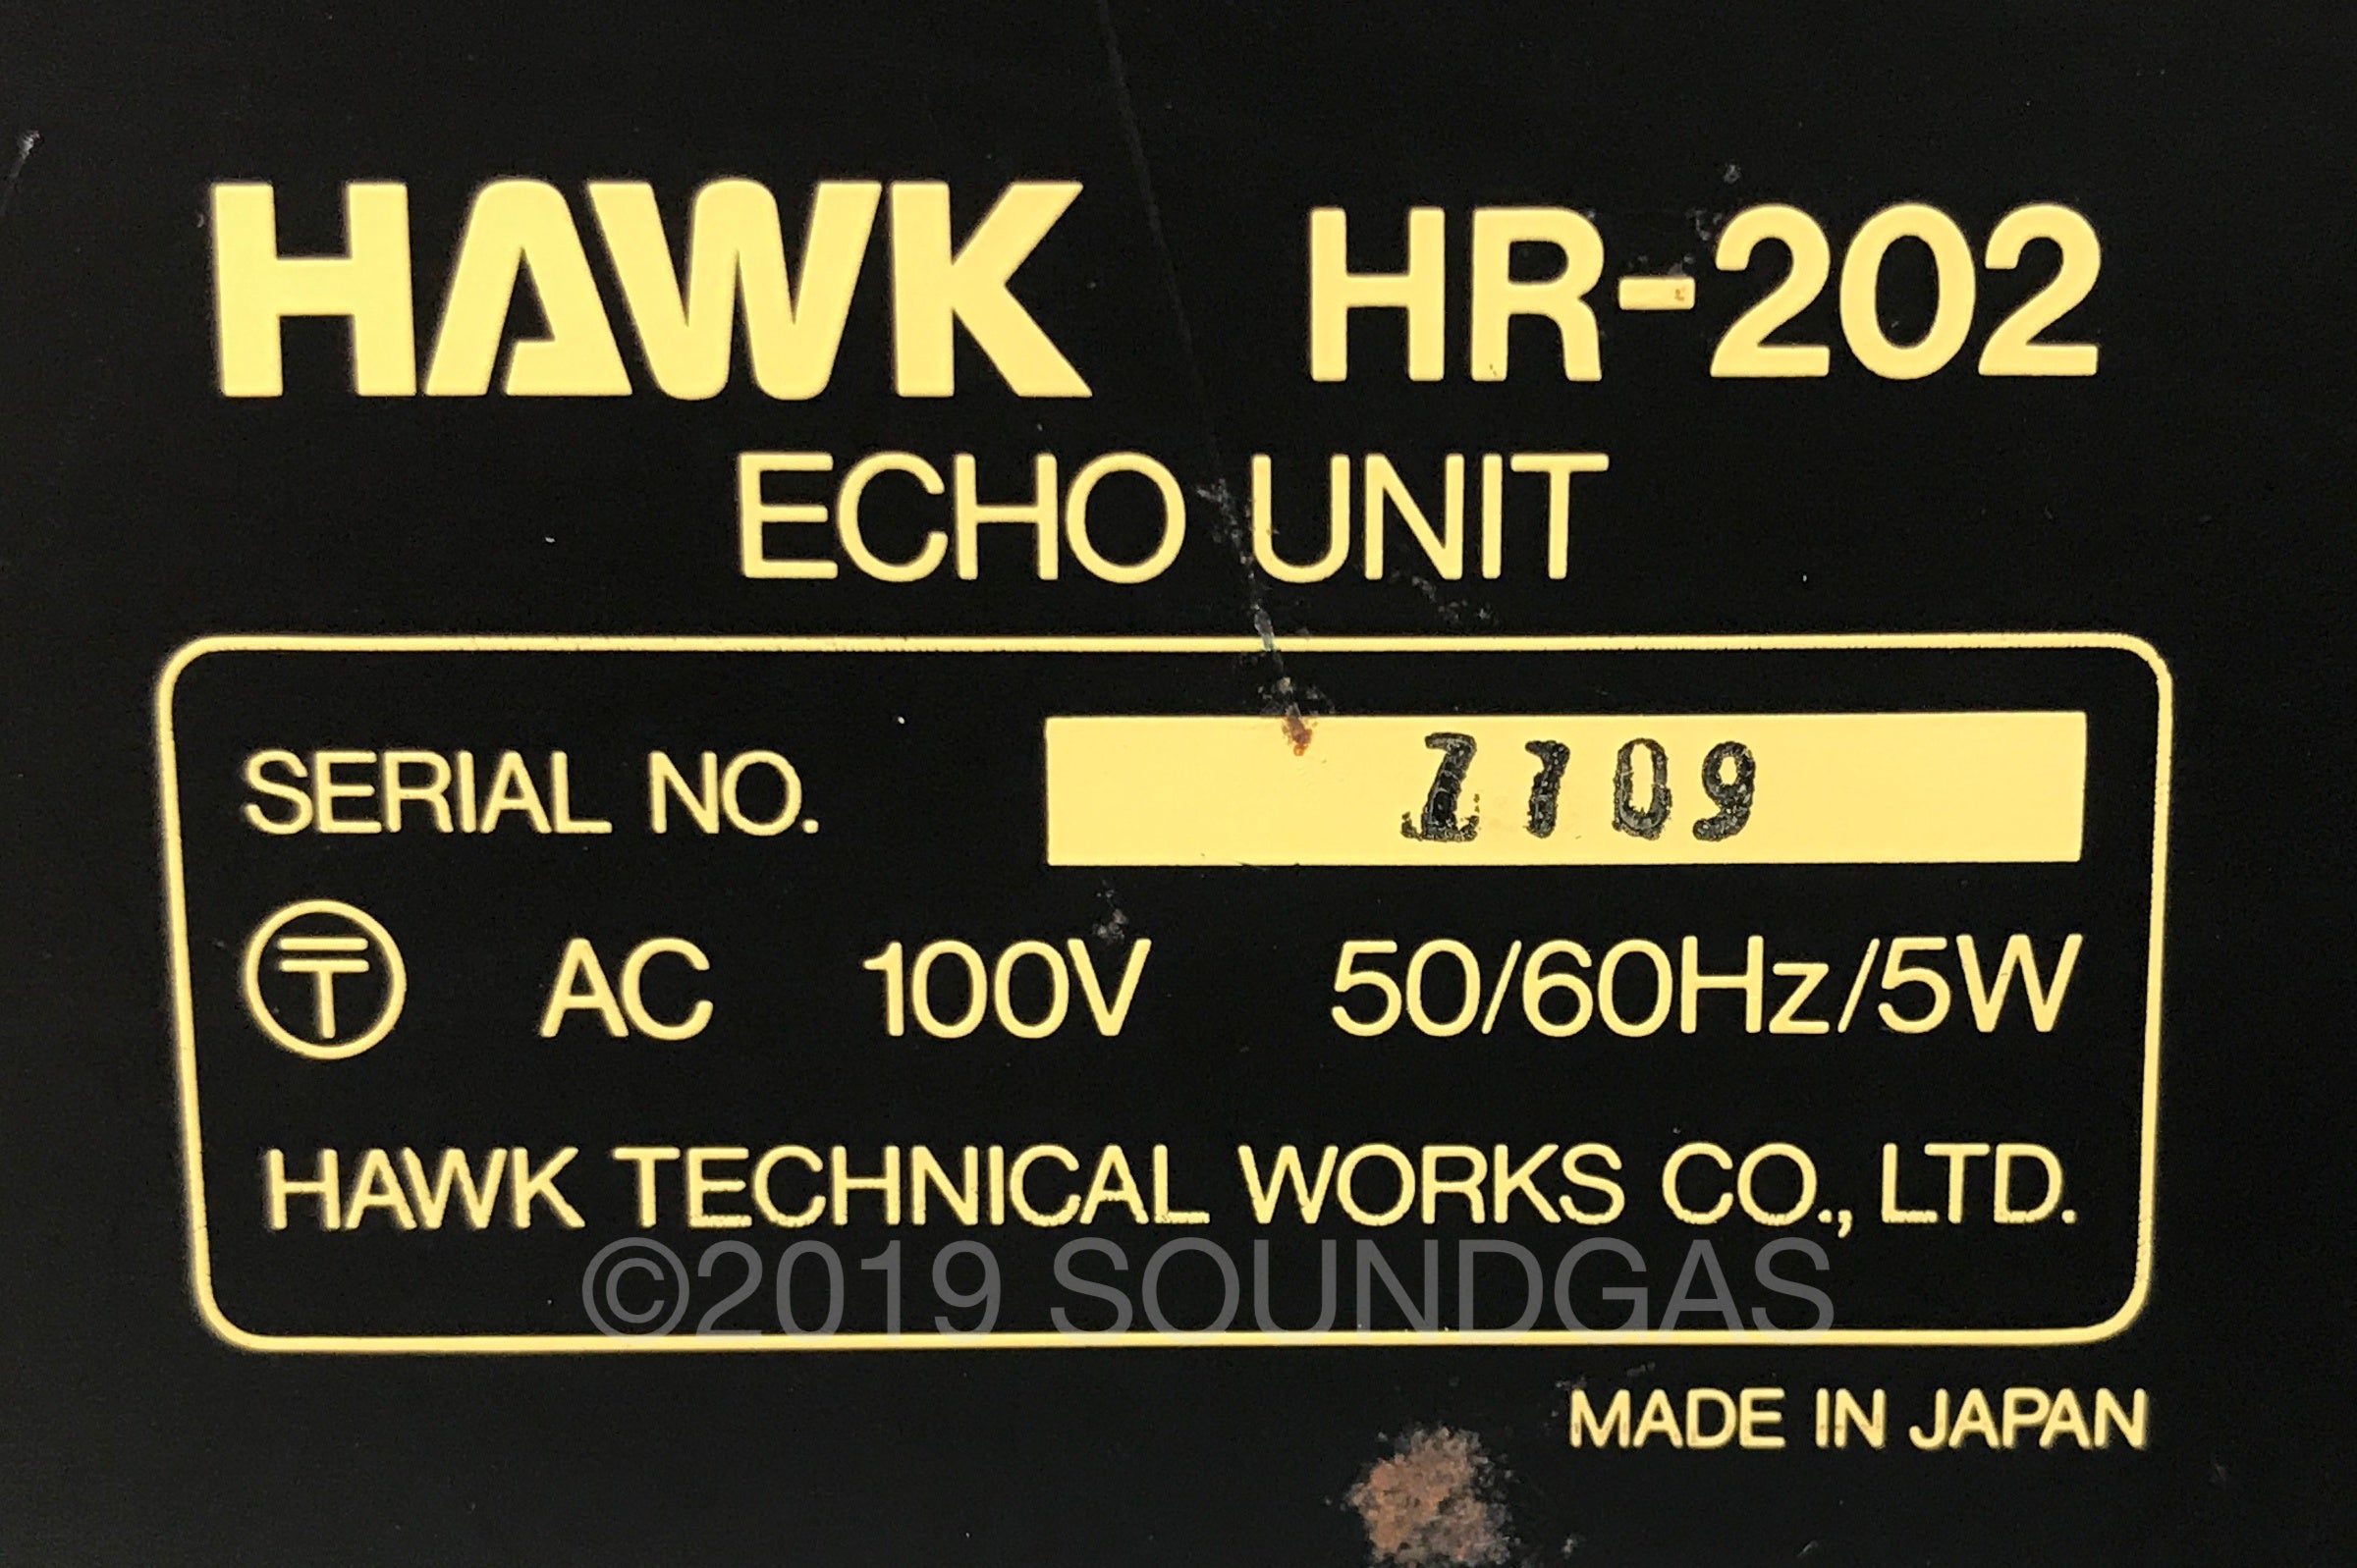 HAWK HR-202
ECHO UNIT
SERIAL NO.
〒 AC 100V 50/60Hz/5W
HAWK TECHNICAL WORKS CO., LTD.
©2019 SOUNDGAS
MADE IN JAPAN